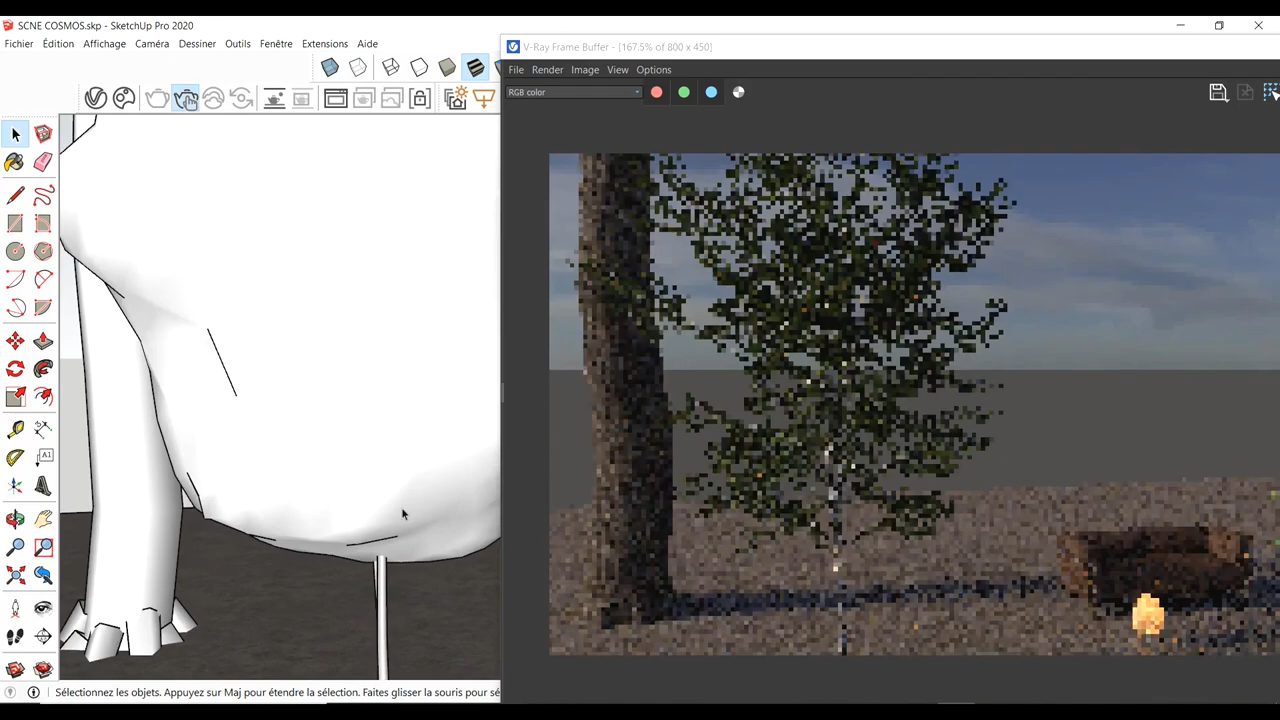 SCNE COSMOS.skp - SketchUp Pro 2020
Fichier Édition Affichage Caméra Dessiner Outils Fenêtre Extensions Aide
V-Ray Frame Buffer - [167.5% of 800 x 450]
File Render Image View Options
RGB color
A1
Sélectionnez les objets. Appuyez sur Maj pour étendre la sélection. Faites glisser la souris pour sé